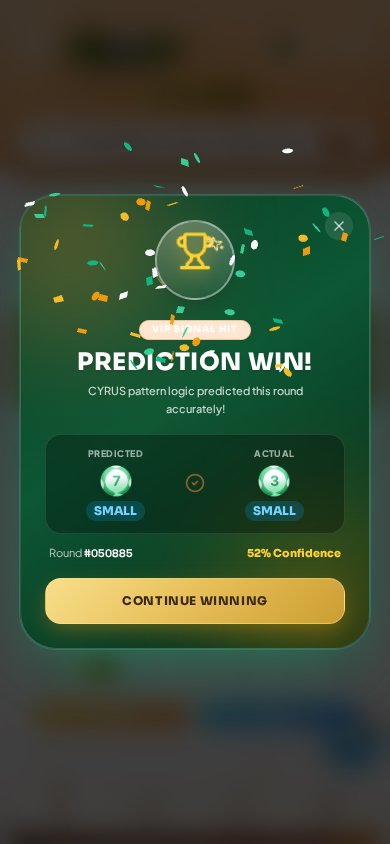 VIP SIGNAL HIT
PREDICTION WIN!
CYRUS pattern logic predicted this round
accurately!
PREDICTED
ACTUAL
7
3
SMALL
SMALL
Round #050885
52% Confidence
CONTINUE WINNING